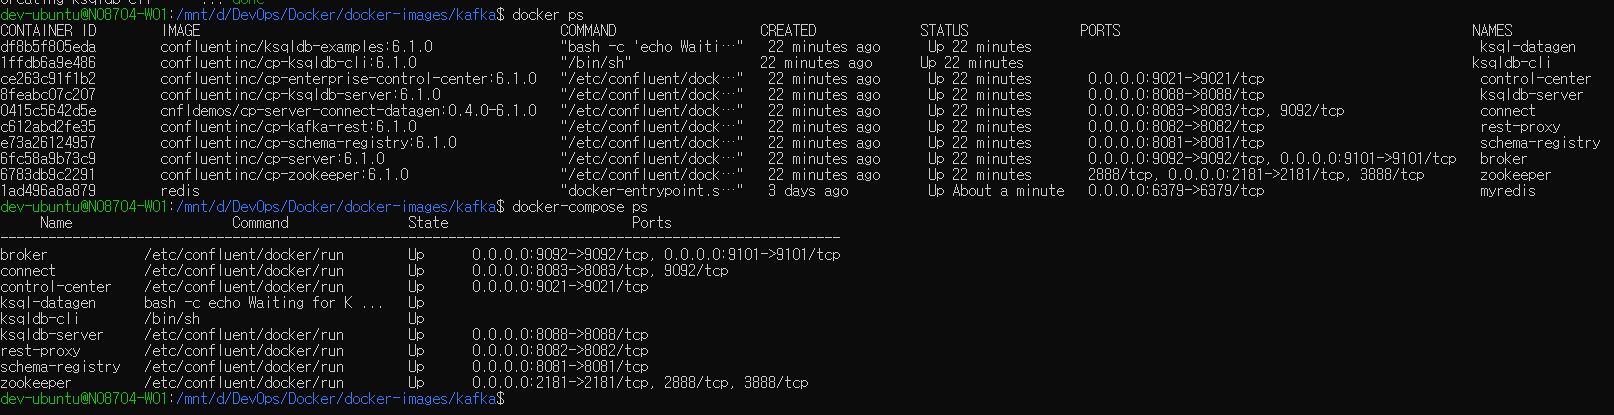 dev-ubuntu@N08704-W01:/mnt/d/DevOps/Docker/docker-images/kafka$ docker ps
CONTAINER ID IMAGE COMMAND CREATED STATUS PORTS NAMES
df8b5f805eda confluentinc/ksqldb-examples:6.1.0 "bash -c 'echo Waiti…" 22 minutes ago Up 22 minutes ksql-datagen
1ffdb6a9e486 confluentinc/cp-ksqldb-cli:6.1.0 "/bin/sh" 22 minutes ago Up 22 minutes ksqldb-cli
ce263c91f1b2 confluentinc/cp-enterprise-control-center:6.1.0 "/etc/confluent/dock…" 22 minutes ago Up 22 minutes 0.0.0.0:9021->9021/tcp control-center
8feabc07c207 confluentinc/cp-ksqldb-server:6.1.0 "/etc/confluent/dock…" 22 minutes ago Up 22 minutes 0.0.0.0:8088->8088/tcp ksqldb-server
0415c5642d5e cnfldemos/cp-server-connect-datagen:0.4.0-6.1.0 "/etc/confluent/dock…" 22 minutes ago Up 22 minutes 0.0.0.0:8083->8083/tcp, 9092/tcp connect
c612abd2fe35 confluentinc/cp-kafka-rest:6.1.0 "/etc/confluent/dock…" 22 minutes ago Up 22 minutes 0.0.0.0:8082->8082/tcp rest-proxy
e73a26124957 confluentinc/cp-schema-registry:6.1.0 "/etc/confluent/dock…" 22 minutes ago Up 22 minutes 0.0.0.0:8081->8081/tcp schema-registry
6fc58a9b73c9 confluentinc/cp-server:6.1.0 "/etc/confluent/dock…" 22 minutes ago Up 22 minutes 0.0.0.0:9092->9092/tcp, 0.0.0.0:9101->9101/tcp broker
6783db9c2291 confluentinc/cp-zookeeper:6.1.0 "/etc/confluent/dock…" 22 minutes ago Up 22 minutes 2888/tcp, 0.0.0.0:2181->2181/tcp, 3888/tcp zookeeper
1ad496a8a879 redis "docker-entrypoint.s…" 3 days ago Up About a minute 0.0.0.0:6379->6379/tcp myredis
dev-ubuntu@N08704-W01:/mnt/d/DevOps/Docker/docker-images/kafka$ docker-compose ps
Name Command State Ports
--------------------------------------------------------------------------------------------------------
broker /etc/confluent/docker/run Up 0.0.0.0:9092->9092/tcp, 0.0.0.0:9101->9101/tcp
connect /etc/confluent/docker/run Up 0.0.0.0:8083->8083/tcp, 9092/tcp
control-center /etc/confluent/docker/run Up 0.0.0.0:9021->9021/tcp
ksql-datagen bash -c echo Waiting for K ... Up
ksqldb-cli /bin/sh Up
ksqldb-server /etc/confluent/docker/run Up 0.0.0.0:8088->8088/tcp
rest-proxy /etc/confluent/docker/run Up 0.0.0.0:8082->8082/tcp
schema-registry /etc/confluent/docker/run Up 0.0.0.0:8081->8081/tcp
zookeeper /etc/confluent/docker/run Up 0.0.0.0:2181->2181/tcp, 2888/tcp, 3888/tcp
dev-ubuntu@N08704-W01:/mnt/d/DevOps/Docker/docker-images/kafka$